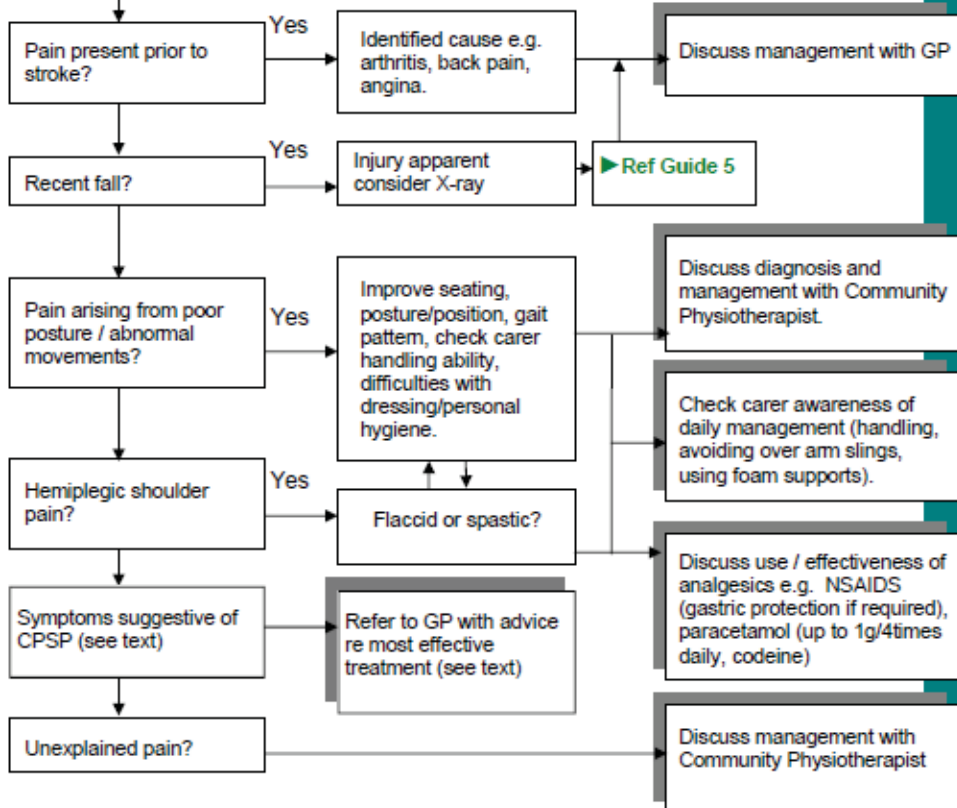 Pain present prior to
stroke?
Yes
Identified cause e.g.
arthritis, back pain,
angina.
Discuss management with GP
Recent fall?
Yes
Injury apparent
consider X-ray
►Ref Guide 5
Pain arising from poor
posture / abnormal
movements?
Yes
Improve seating,
posture/position, gait
pattern, check carer
handling ability,
difficulties with
dressing/personal
hygiene.
Discuss diagnosis and
management with Community
Physiotherapist.
Check carer awareness of
daily management (handling,
avoiding over arm slings,
using foam supports).
Hemiplegic shoulder
pain?
Yes
Flaccid or spastic?
Discuss use / effectiveness of
analgesics e.g. NSAIDS
(gastric protection if required),
paracetamol (up to 1g/4times
daily, codeine)
Symptoms suggestive of
CPSP (see text)
Refer to GP with advice
re most effective
treatment (see text)
Unexplained pain?
Discuss management with
Community Physiotherapist